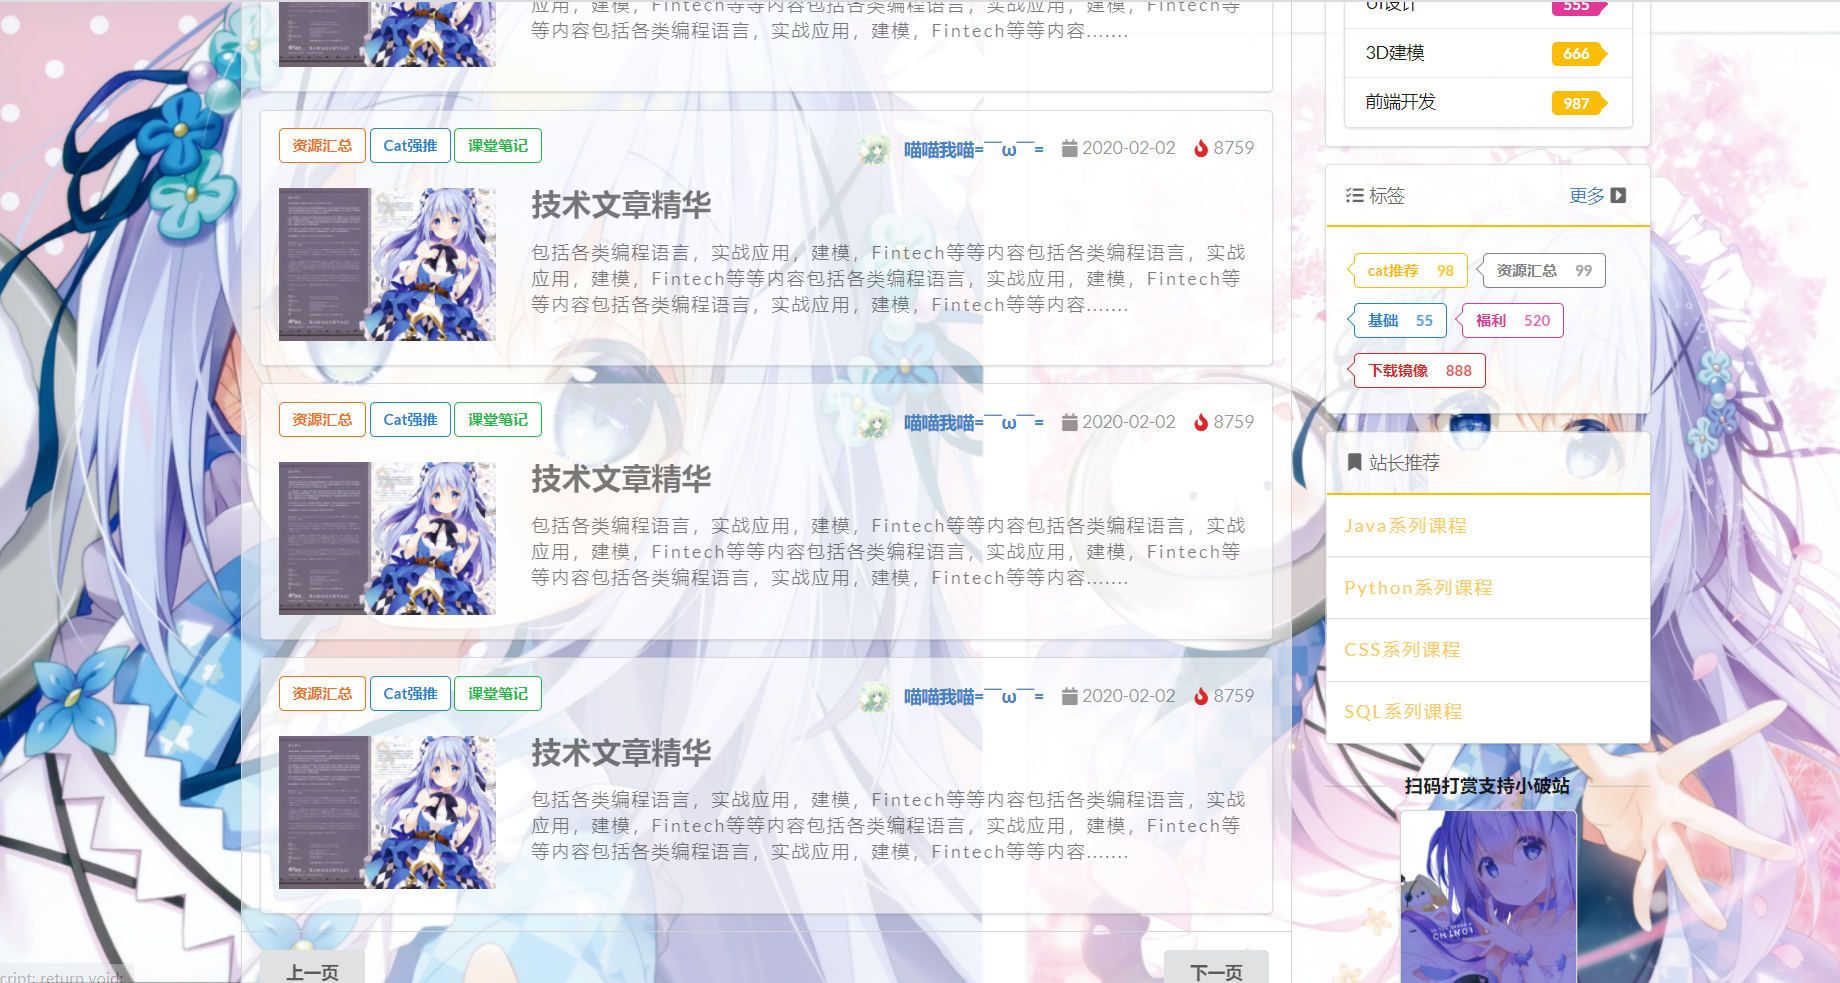 应用，建模，Fintech等等内容包括各类编程语言，实战应用，建模，Fintech等
等内容包括各类编程语言，实战应用，建模，Fintech等等内容.......
资源汇总 Cat强推 课堂笔记 喵喵我喵=￣ω￣= 2020-02-02 8759
技术文章精华
包括各类编程语言，实战应用，建模，Fintech等等内容包括各类编程语言，实战
应用，建模，Fintech等等内容包括各类编程语言，实战应用，建模，Fintech等
等内容包括各类编程语言，实战应用，建模，Fintech等等内容.......
资源汇总 Cat强推 课堂笔记 喵喵我喵=￣ω￣= 2020-02-02 8759
技术文章精华
包括各类编程语言，实战应用，建模，Fintech等等内容包括各类编程语言，实战
应用，建模，Fintech等等内容包括各类编程语言，实战应用，建模，Fintech等
等内容包括各类编程语言，实战应用，建模，Fintech等等内容.......
资源汇总 Cat强推 课堂笔记 喵喵我喵=￣ω￣= 2020-02-02 8759
技术文章精华
包括各类编程语言，实战应用，建模，Fintech等等内容包括各类编程语言，实战
应用，建模，Fintech等等内容包括各类编程语言，实战应用，建模，Fintech等
等内容包括各类编程语言，实战应用，建模，Fintech等等内容.......
上一页 下一页
cript: return void;
UI设计 555
3D建模 666
前端开发 987
标签 更多
cat推荐 98 资源汇总 99
基础 55 福利 520
下载镜像 888
站长推荐
Java系列课程
Python系列课程
CSS系列课程
SQL系列课程
扫码打赏支持小破站